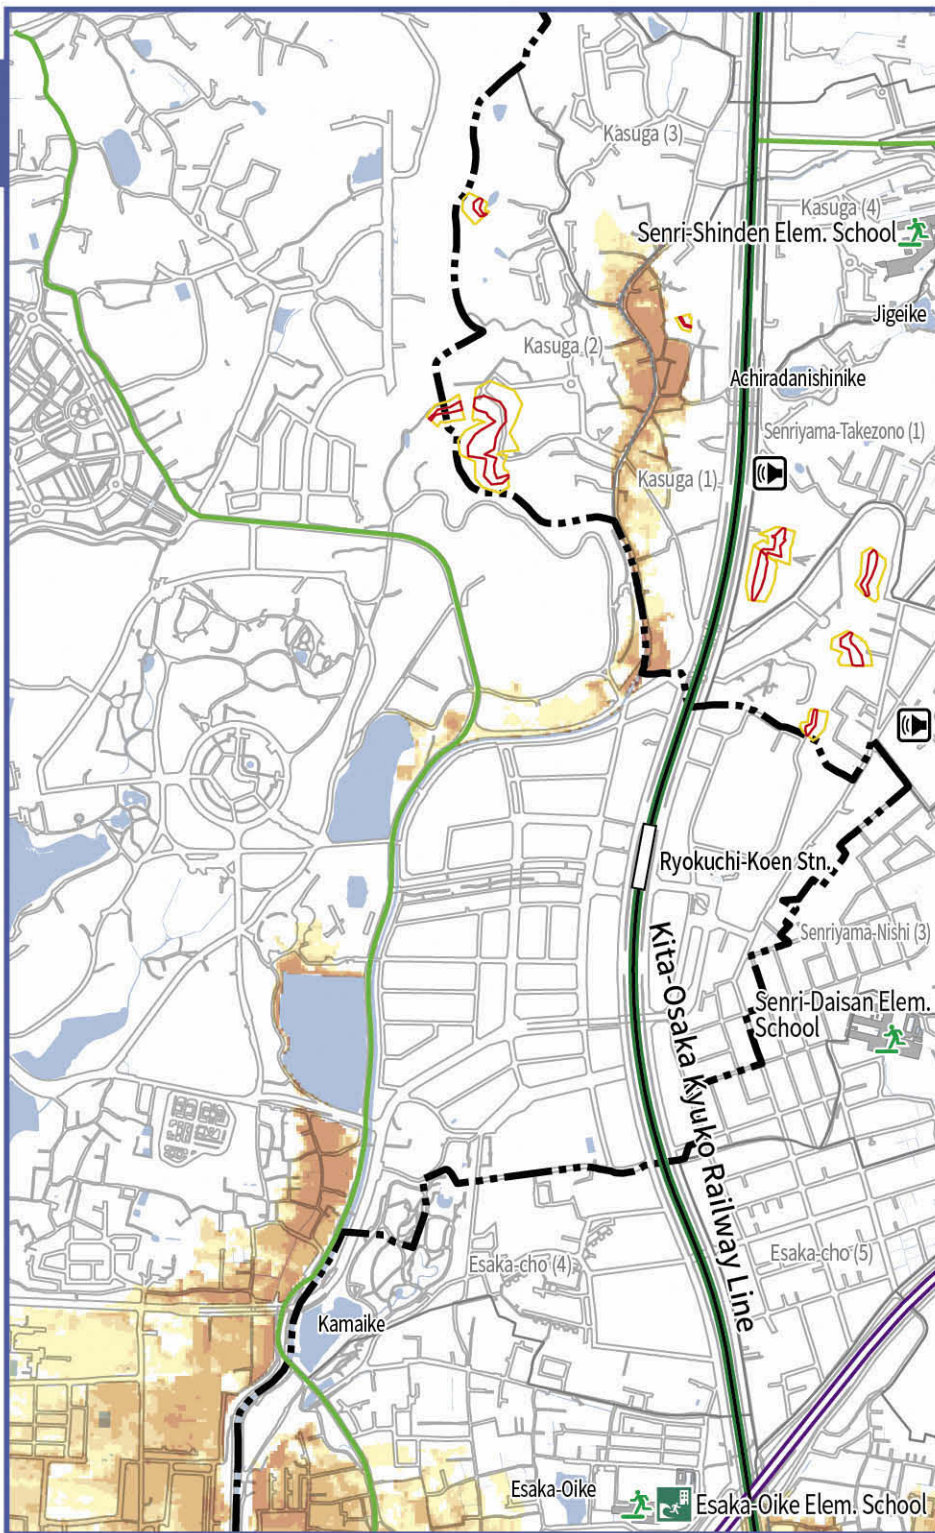 Kasuga (3)
Kasuga (4)
Senri-Shinden Elem. School
Jigeike
Kasuga (2)
Achiradanishinike
Senriyama-Takezono (1)
Kasuga (1)
Ryokuchi-Koen Stn.
Senriyama-Nishi (3)
Kita-Osaka Kyuko Railway Line
Senri-Daisan Elem.
School
Esaka-cho (5)
Esaka-cho (4)
Kamaike
Esaka-Oike
Esaka-Oike Elem. School